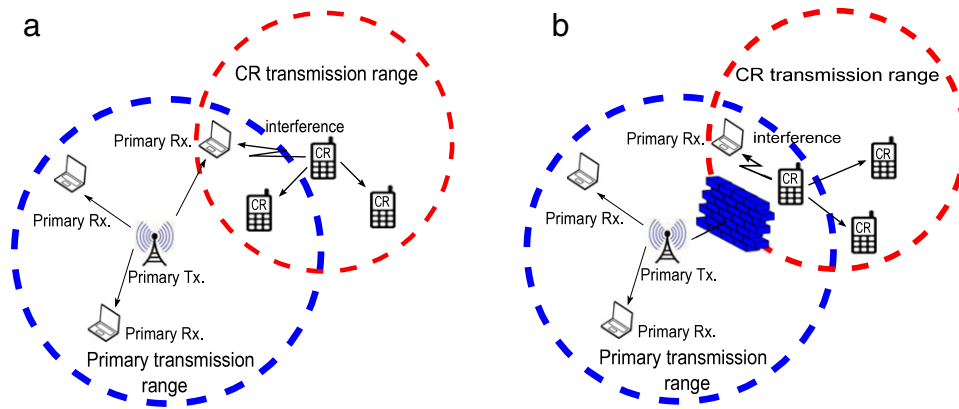 a
CR transmission range
interference
Primary Rx.
CR
CR
CR
Primary Rx.
Primary Tx.
Primary Rx.
Primary transmission
range
b
CR transmission range
Primary Rx.
interference
CR
CR
CR
Primary Rx.
Primary Tx.
Primary Rx.
Primary transmission
range